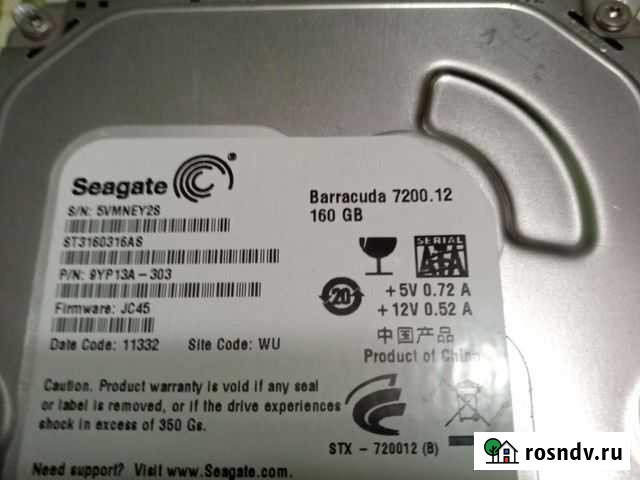 Seagate
S/N: 5VMNEY2S
ST3160316AS
P/N: 9YP13A-303
Firmware: JC45
Date Code: 11332 Site Code: WU
Barracuda 7200.12
160 GB
SERIAL
ATA
20
+5V 0.72 A
+12V 0.52 A
中国产品
Product of China
Caution. Product warranty is void if any seal
or label is removed, or if the drive experiences
shock in excess of 350 Gs.
STX - 720012 (B)
Need support? Visit www.Seagate.com.
rosndv.ru